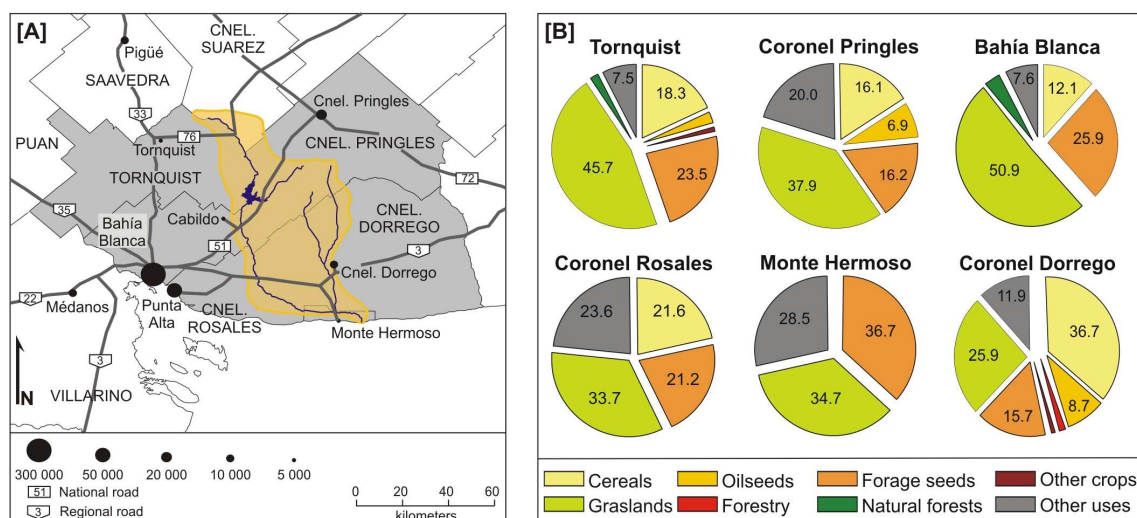 [A]
CNEL.
SUAREZ
Pigüé
SAAVEDRA
33
Cnel. Pringles
76
PUAN
Tornquist
CNEL. PRINGLES
TORNQUIST
72
35
Cabildo
CNEL.
DORREGO
Bahía
Blanca
51
3
Cnel. Dorrego
22
Médanos
Punta
Alta
CNEL.
ROSALES
Monte Hermoso
3
N
VILLARINO
300 000
50 000
20 000
10 000
5 000
51 National road
3 Regional road
0 20 40 60
kilometers
[B]
Tornquist
7.5
18.3
45.7
23.5
Coronel Pringles
20.0
16.1
6.9
37.9
16.2
Bahía Blanca
7.6
12.1
25.9
50.9
Coronel Rosales
23.6
21.6
33.7
21.2
Monte Hermoso
28.5
36.7
34.7
Coronel Dorrego
11.9
36.7
25.9
15.7
8.7
Cereals
Oilseeds
Forage seeds
Other crops
Graslands
Forestry
Natural forests
Other uses